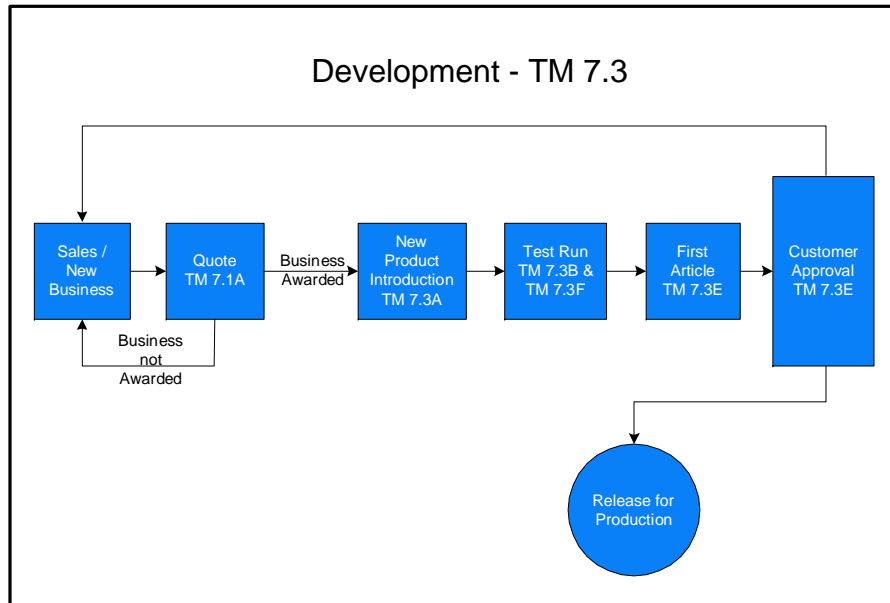 Development - TM 7.3
Sales /
New
Business
Quote
TM 7.1A
Business
Awarded
New
Product
Introduction
TM 7.3A
Test Run
TM 7.3B &
TM 7.3F
First
Article
TM 7.3E
Customer
Approval
TM 7.3E
Business
not
Awarded
Release for
Production